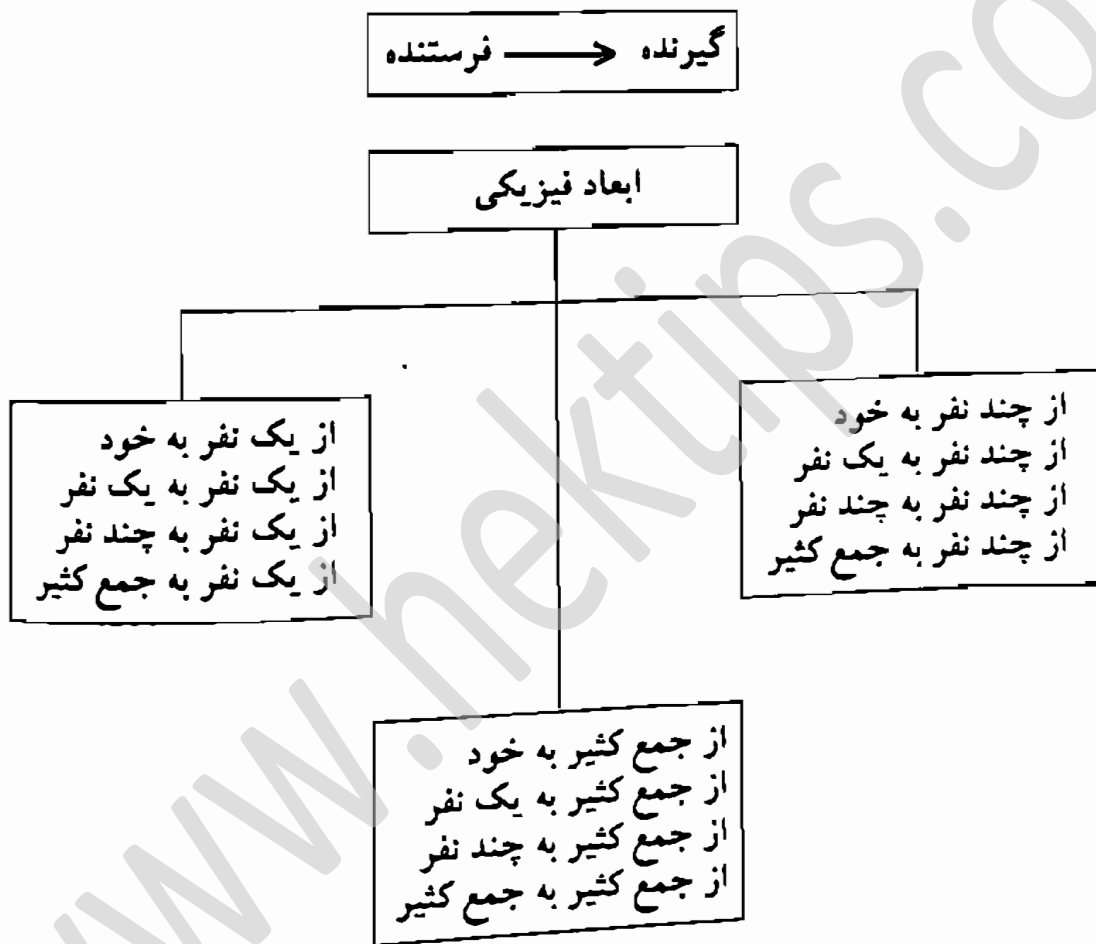 فرستنده → گیرنده
ابعاد فیزیکی
از چند نفر به خود
از چند نفر به یک نفر
از چند نفر به چند نفر
از چند نفر به جمع کثیر
از یک نفر به خود
از یک نفر به یک نفر
از یک نفر به چند نفر
از یک نفر به جمع کثیر
از جمع کثیر به خود
از جمع کثیر به یک نفر
از جمع کثیر به چند نفر
از جمع کثیر به جمع کثیر
www.hektips.co